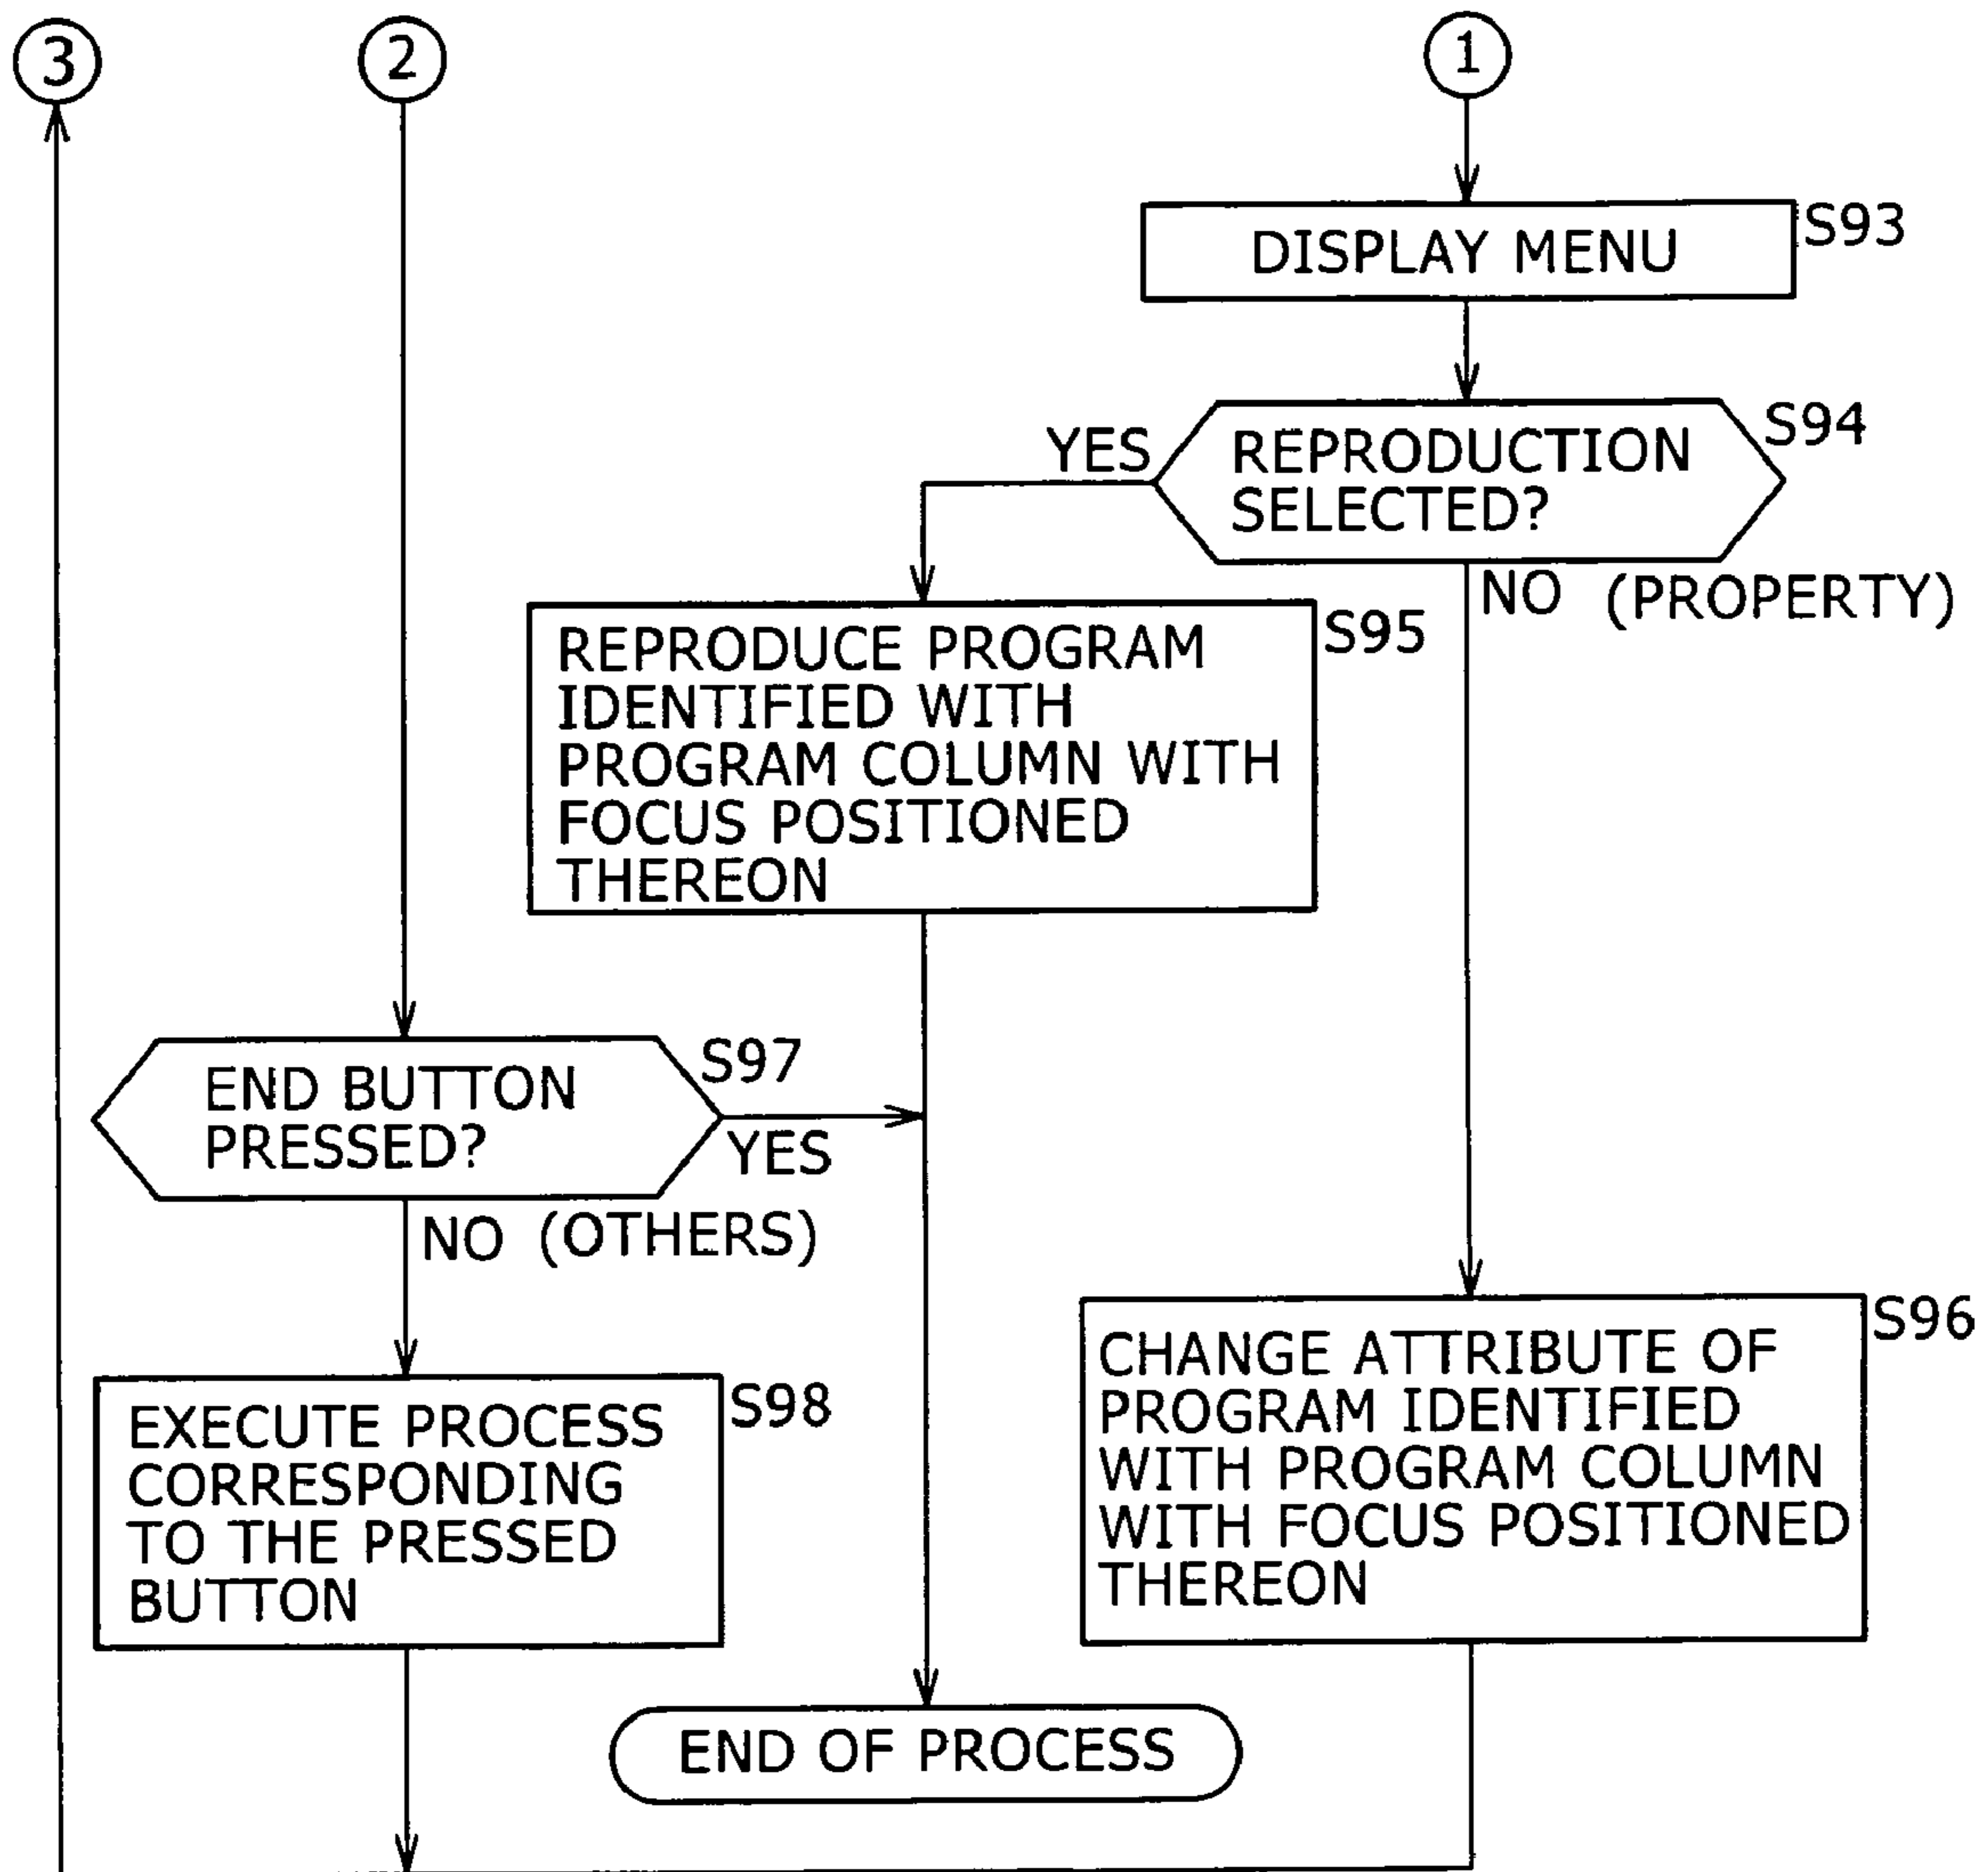 3
2
1
DISPLAY MENU
S93
REPRODUCTION
SELECTED?
S94
YES
NO (PROPERTY)
REPRODUCE PROGRAM
IDENTIFIED WITH
PROGRAM COLUMN WITH
FOCUS POSITIONED
THEREON
S95
END BUTTON
PRESSED?
S97
YES
NO (OTHERS)
CHANGE ATTRIBUTE OF
PROGRAM IDENTIFIED
WITH PROGRAM COLUMN
WITH FOCUS POSITIONED
THEREON
S96
EXECUTE PROCESS
CORRESPONDING
TO THE PRESSED
BUTTON
S98
END OF PROCESS